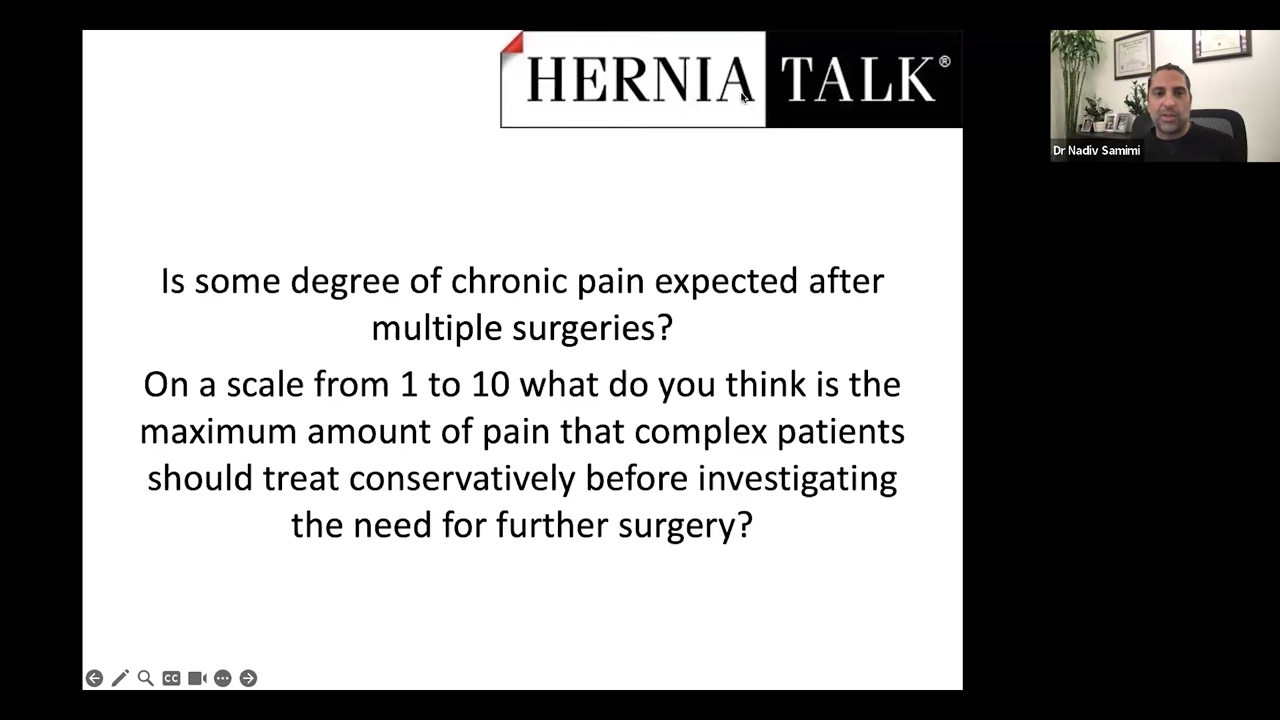 HERNIA TALK®
Is some degree of chronic pain expected after
multiple surgeries?
On a scale from 1 to 10 what do you think is the
maximum amount of pain that complex patients
should treat conservatively before investigating
the need for further surgery?
Dr Nadiv Samimi
CC